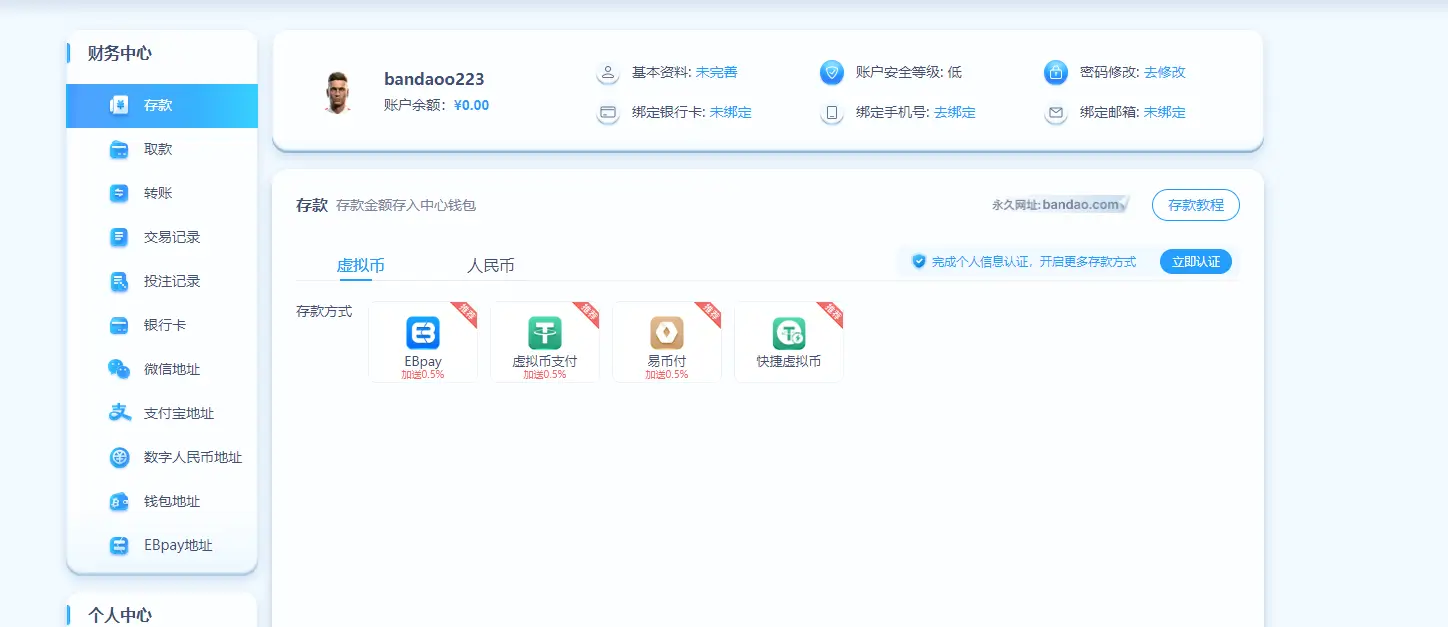 财务中心
存款
取款
转账
交易记录
投注记录
银行卡
微信地址
支付宝地址
数字人民币地址
钱包地址
EBpay地址
个人中心
bandaoo223
账户余额: ¥0.00
基本资料: 未完善
账户安全等级: 低
密码修改: 去修改
绑定银行卡: 未绑定
绑定手机号: 去绑定
绑定邮箱: 未绑定
存款 存款金额存入中心钱包
永久网址:bandao.com
存款教程
虚拟币
人民币
完成个人信息认证, 开启更多存款方式
立即认证
存款方式
推荐
EBpay
加送0.5%
推荐
虚拟币支付
加送0.5%
推荐
易币付
加送0.5%
推荐
快捷虚拟币